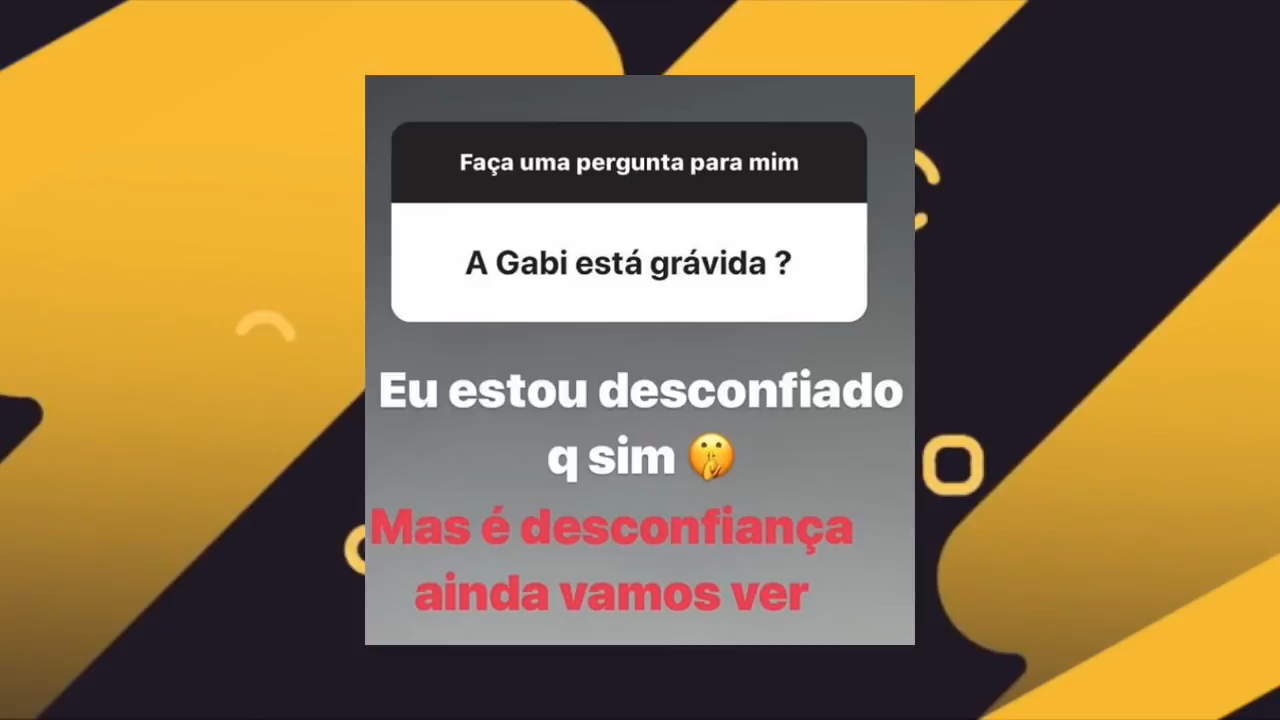 Faça uma pergunta para mim
A Gabi está grávida ?
Eu estou desconfiado
q sim 🤫
Mas é desconfiança
ainda vamos ver